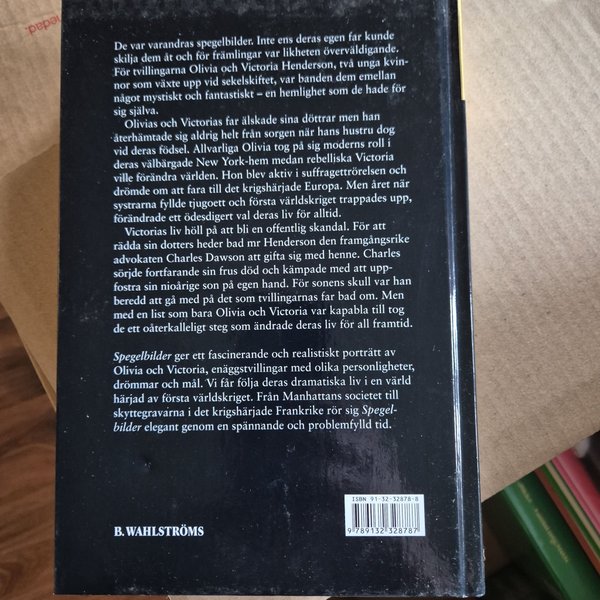 De var varandras spegelbilder. Inte ens deras egen far kunde
skilja dem åt och för främlingar var likheten överväldigande.
För tvillingarna Olivia och Victoria Henderson, två unga kvin-
nor som växte upp vid sekelskiftet, var banden dem emellan
något mystiskt och fantastiskt – en hemlighet som de hade för
sig själva.
Olivias och Victorias far älskade sina döttrar men han
återhämtade sig aldrig helt från sorgen när hans hustru dog
vid deras födsel. Allvarliga Olivia tog på sig moderns roll i
deras välbärgade New York-hem medan rebelliska Victoria
ville förändra världen. Hon blev aktiv i suffragettrörelsen och
drömde om att fara till det krigshärjade Europa. Men året när
systrarna fyllde tjugoett och första världskriget trappades upp,
förändrade ett ödesdigert val deras liv för alltid.
Victorias liv höll på att bli en offentlig skandal. För att
rädda sin dotters heder bad mr Henderson den framgångsrike
advokaten Charles Dawson att gifta sig med henne. Charles
sörjde fortfarande sin frus död och kämpade med att upp-
fostra sin nioårige son på egen hand. För sonens skull var han
beredd att gå med på det som tvillingarnas far bad om. Men
med en list som bara Olivia och Victoria var kapabla till tog
de ett oåterkalleligt steg som ändrade deras liv för all framtid.
Spegelbilder ger ett fascinerande och realistiskt porträtt av
Olivia och Victoria, enäggstvillingar med olika personligheter,
drömmar och mål. Vi får följa deras dramatiska liv i en värld
härjad av första världskriget. Från Manhattans societet till
skyttegravarna i det krigshärjade Frankrike rör sig Spegel-
bilder elegant genom en spännande och problemfylld tid.
ISBN 91-32-32878-8
9 789132 328787
B. WAHLSTRÖMS